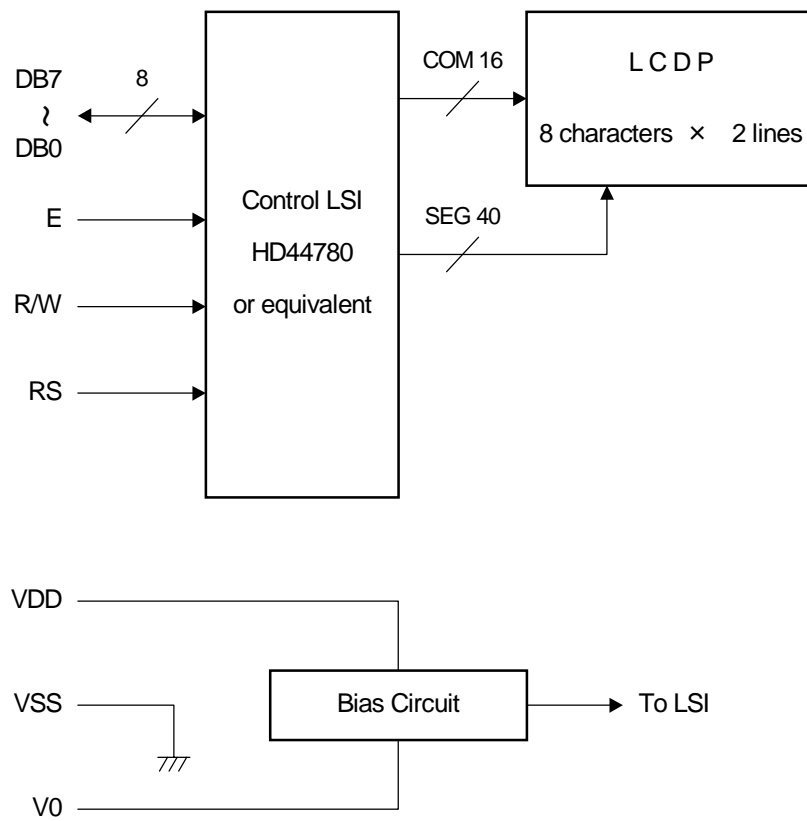 DB7
~
DB0
8
E
R/W
RS
Control LSI
HD44780
or equivalent
COM 16
SEG 40
LCDP
8 characters × 2 lines
VDD
VSS
V0
Bias Circuit
To LSI